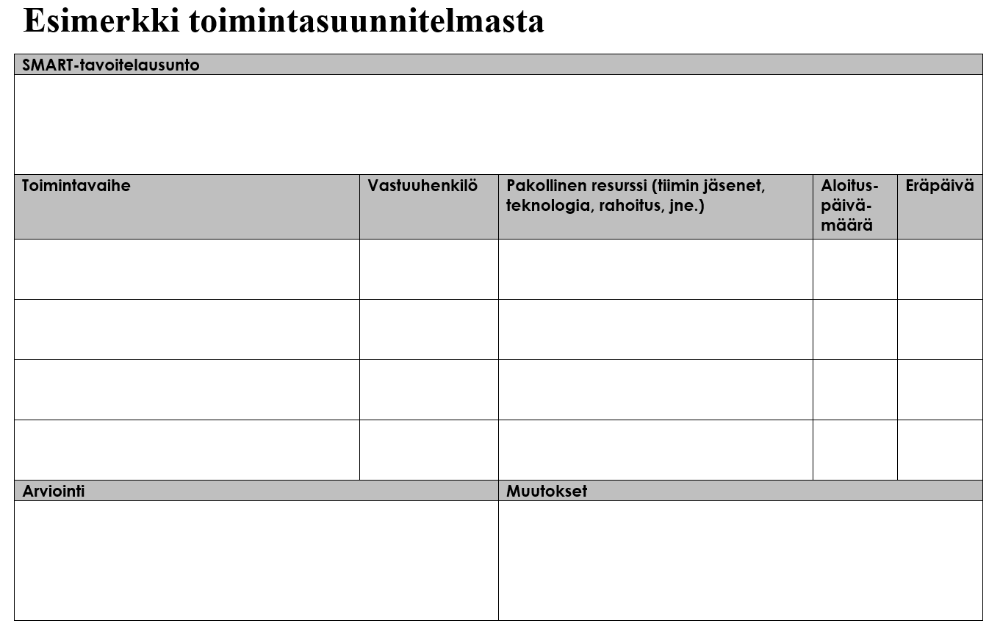 Esimerkki toimintasuunnitelmasta
SMART-tavoitelausunto
Toimintavaihe
Vastuuhenkilö
Pakollinen resurssi (tiimin jäsenet,
teknologia, rahoitus, jne.)
Aloitus-
päivä-
määrä
Eräpäivä
Arviointi
Muutokset